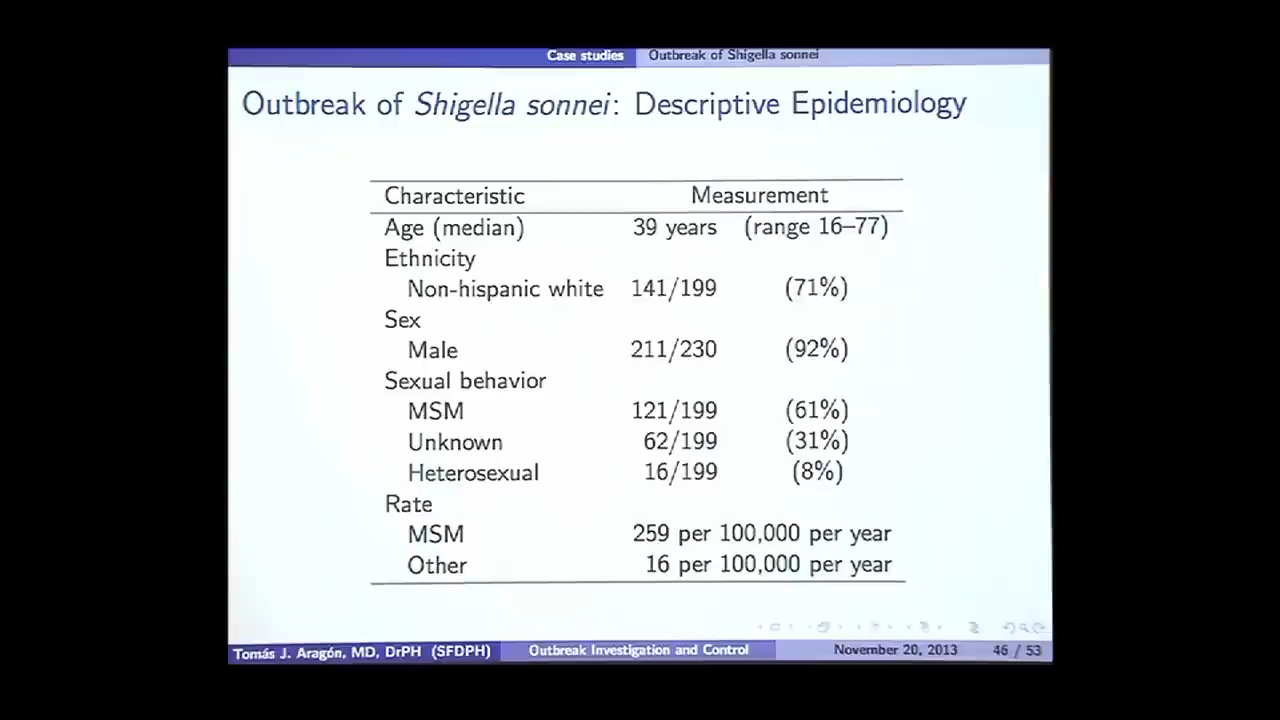 Case studies Outbreak of Shigella sonnei
Outbreak of Shigella sonnei: Descriptive Epidemiology
Characteristic Measurement
Age (median) 39 years (range 16–77)
Ethnicity
Non-hispanic white 141/199 (71%)
Sex
Male 211/230 (92%)
Sexual behavior
MSM 121/199 (61%)
Unknown 62/199 (31%)
Heterosexual 16/199 (8%)
Rate
MSM 259 per 100,000 per year
Other 16 per 100,000 per year
Tomás J. Aragón, MD, DrPH (SFDPH) Outbreak Investigation and Control November 20, 2013 46 / 53